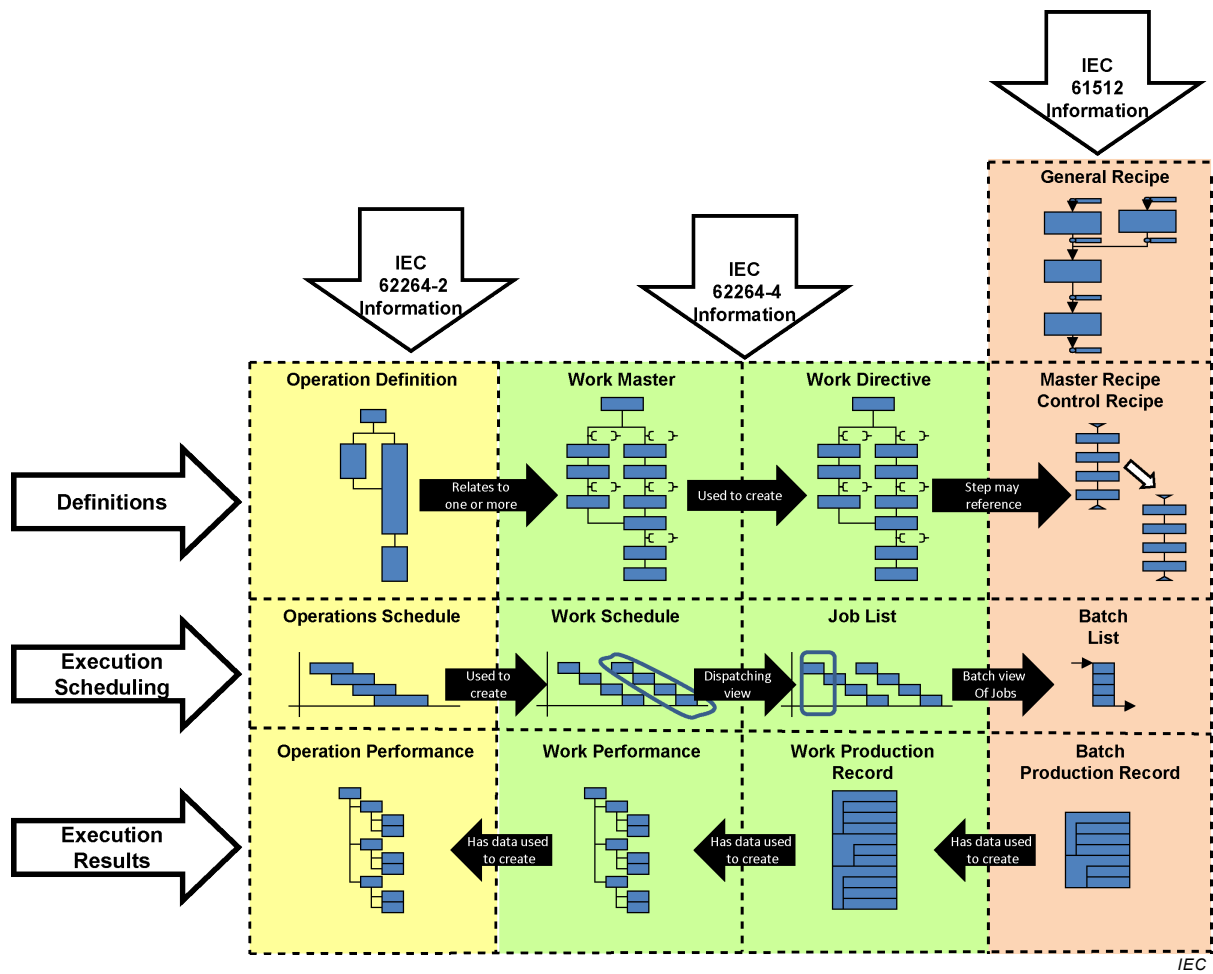 IEC
61512
Information
General Recipe
IEC
62264-2
Information
IEC
62264-4
Information
Operation Definition
Work Master
Work Directive
Master Recipe
Control Recipe
Definitions
Relates to
one or more
Used to create
Step may
reference
Operations Schedule
Work Schedule
Job List
Batch
List
Execution
Scheduling
Used to
create
Dispatching
view
Batch view
Of Jobs
Operation Performance
Work Performance
Work Production
Record
Batch
Production Record
Execution
Results
Has data used
to create
Has data used
to create
Has data used
to create
IEC